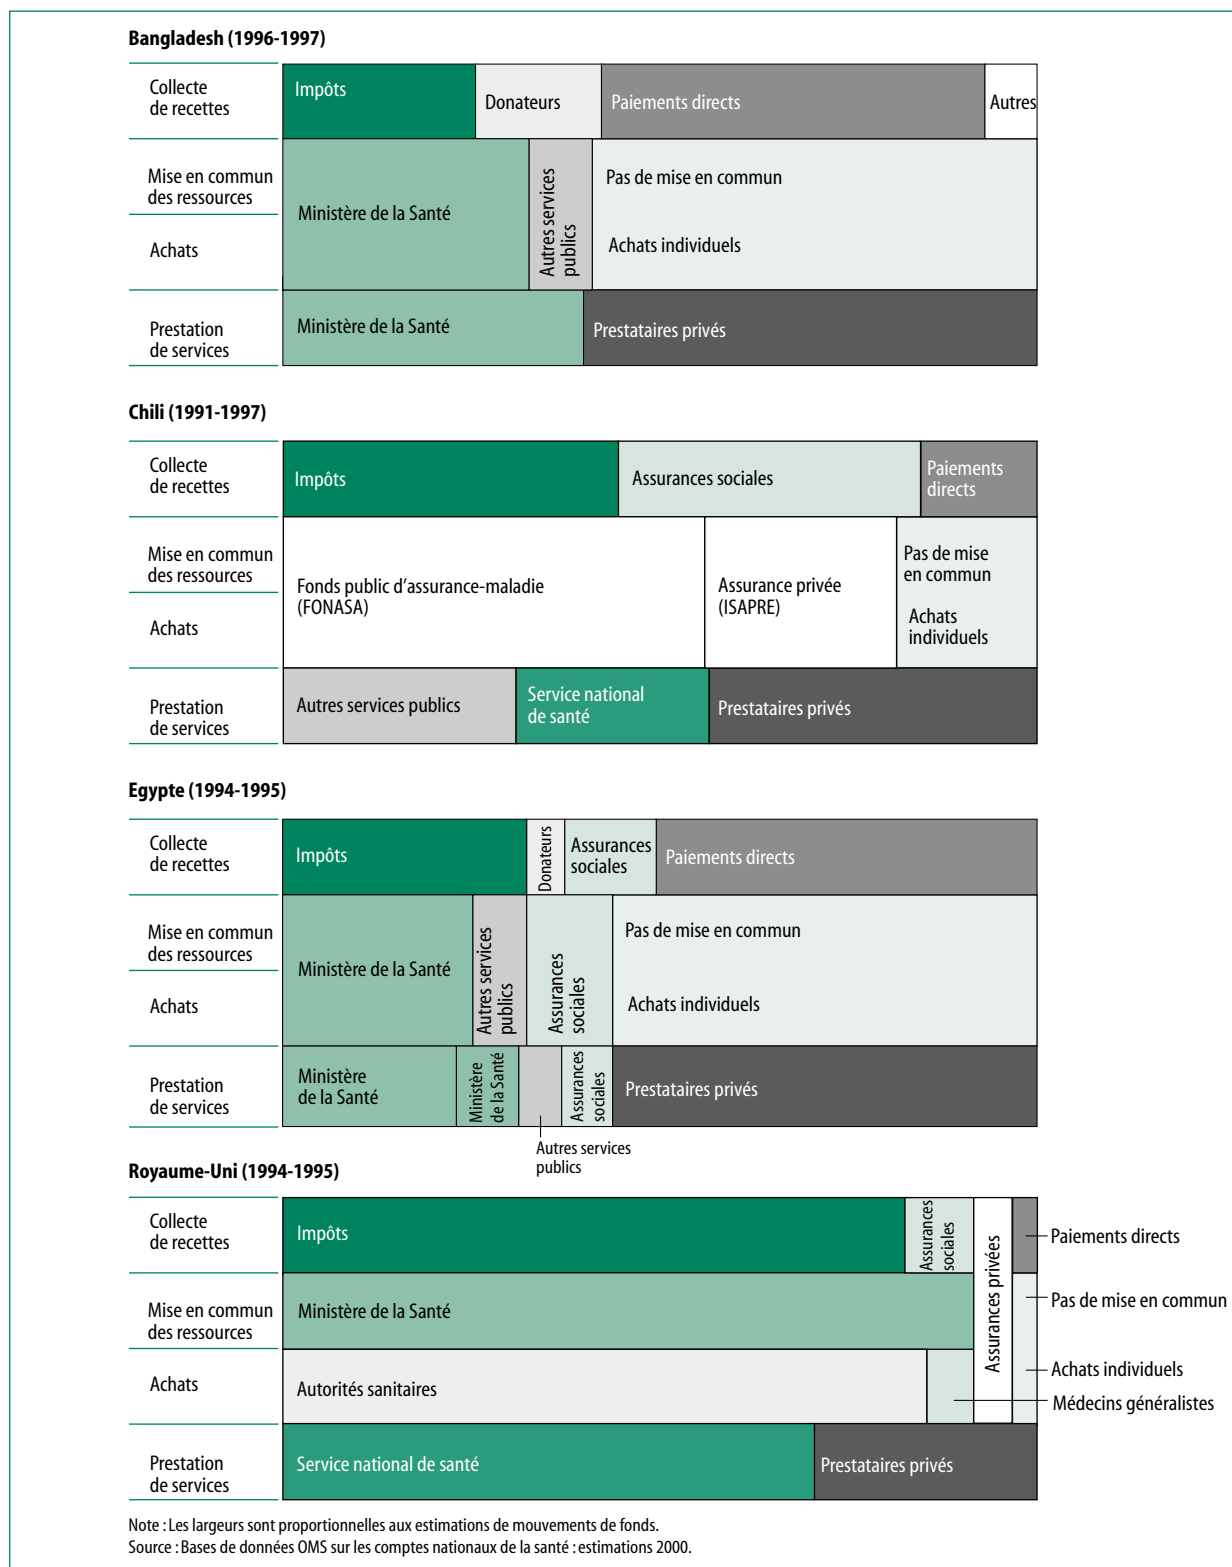 Bangladesh (1996-1997)
Collecte
de recettes
Impôts
Donateurs
Paiements directs
Autres
Mise en commun
des ressources
Achats
Ministère de la Santé
Autres services
publics
Pas de mise en commun
Achats individuels
Prestation
de services
Ministère de la Santé
Prestataires privés
Chili (1991-1997)
Collecte
de recettes
Impôts
Assurances sociales
Paiements
directs
Mise en commun
des ressources
Achats
Fonds public d'assurance-maladie
(FONASA)
Assurance privée
(ISAPRE)
Pas de mise
en commun
Achats
individuels
Prestation
de services
Autres services publics
Service national
de santé
Prestataires privés
Egypte (1994-1995)
Collecte
de recettes
Impôts
Donateurs
Assurances
sociales
Paiements directs
Mise en commun
des ressources
Achats
Ministère de la Santé
Autres services
publics
Assurances
sociales
Pas de mise en commun
Achats individuels
Prestation
de services
Ministère
de la Santé
Ministère
de la Santé
Autres services
publics
Assurances
sociales
Prestataires privés
Royaume-Uni (1994-1995)
Collecte
de recettes
Impôts
Assurances
sociales
Assurances privées
Paiements directs
Mise en commun
des ressources
Ministère de la Santé
Pas de mise en commun
Achats
Autorités sanitaires
Achats individuels
Médecins généralistes
Prestation
de services
Service national de santé
Prestataires privés
Note : Les largeurs sont proportionnelles aux estimations de mouvements de fonds.
Source : Bases de données OMS sur les comptes nationaux de la santé : estimations 2000.